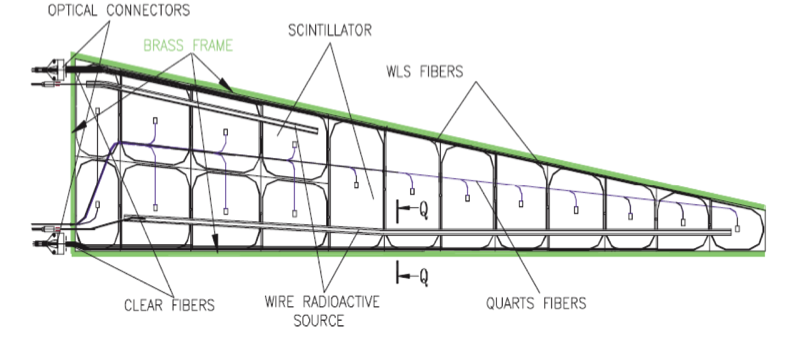 OPTICAL CONNECTORS
BRASS FRAME
SCINTILLATOR
WLS FIBERS
Q
Q
CLEAR FIBERS
WIRE RADIOACTIVE
SOURCE
QUARTS FIBERS